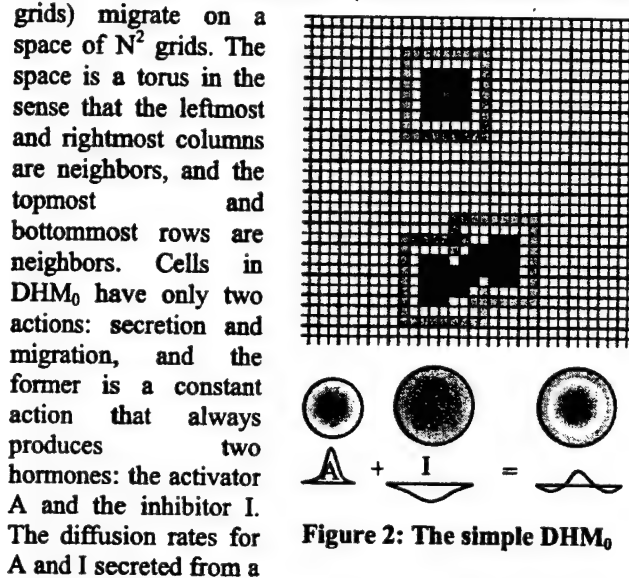 grids) migrate on a
space of N² grids. The
space is a torus in the
sense that the leftmost
and rightmost columns
are neighbors, and the
topmost and
bottommost rows are
neighbors. Cells in
DHM₀ have only two
actions: secretion and
migration, and the
former is a constant
action that always
produces two
hormones: the activator
A and the inhibitor I.
The diffusion rates for
A and I secreted from a
A + I =
Figure 2: The simple DHM₀